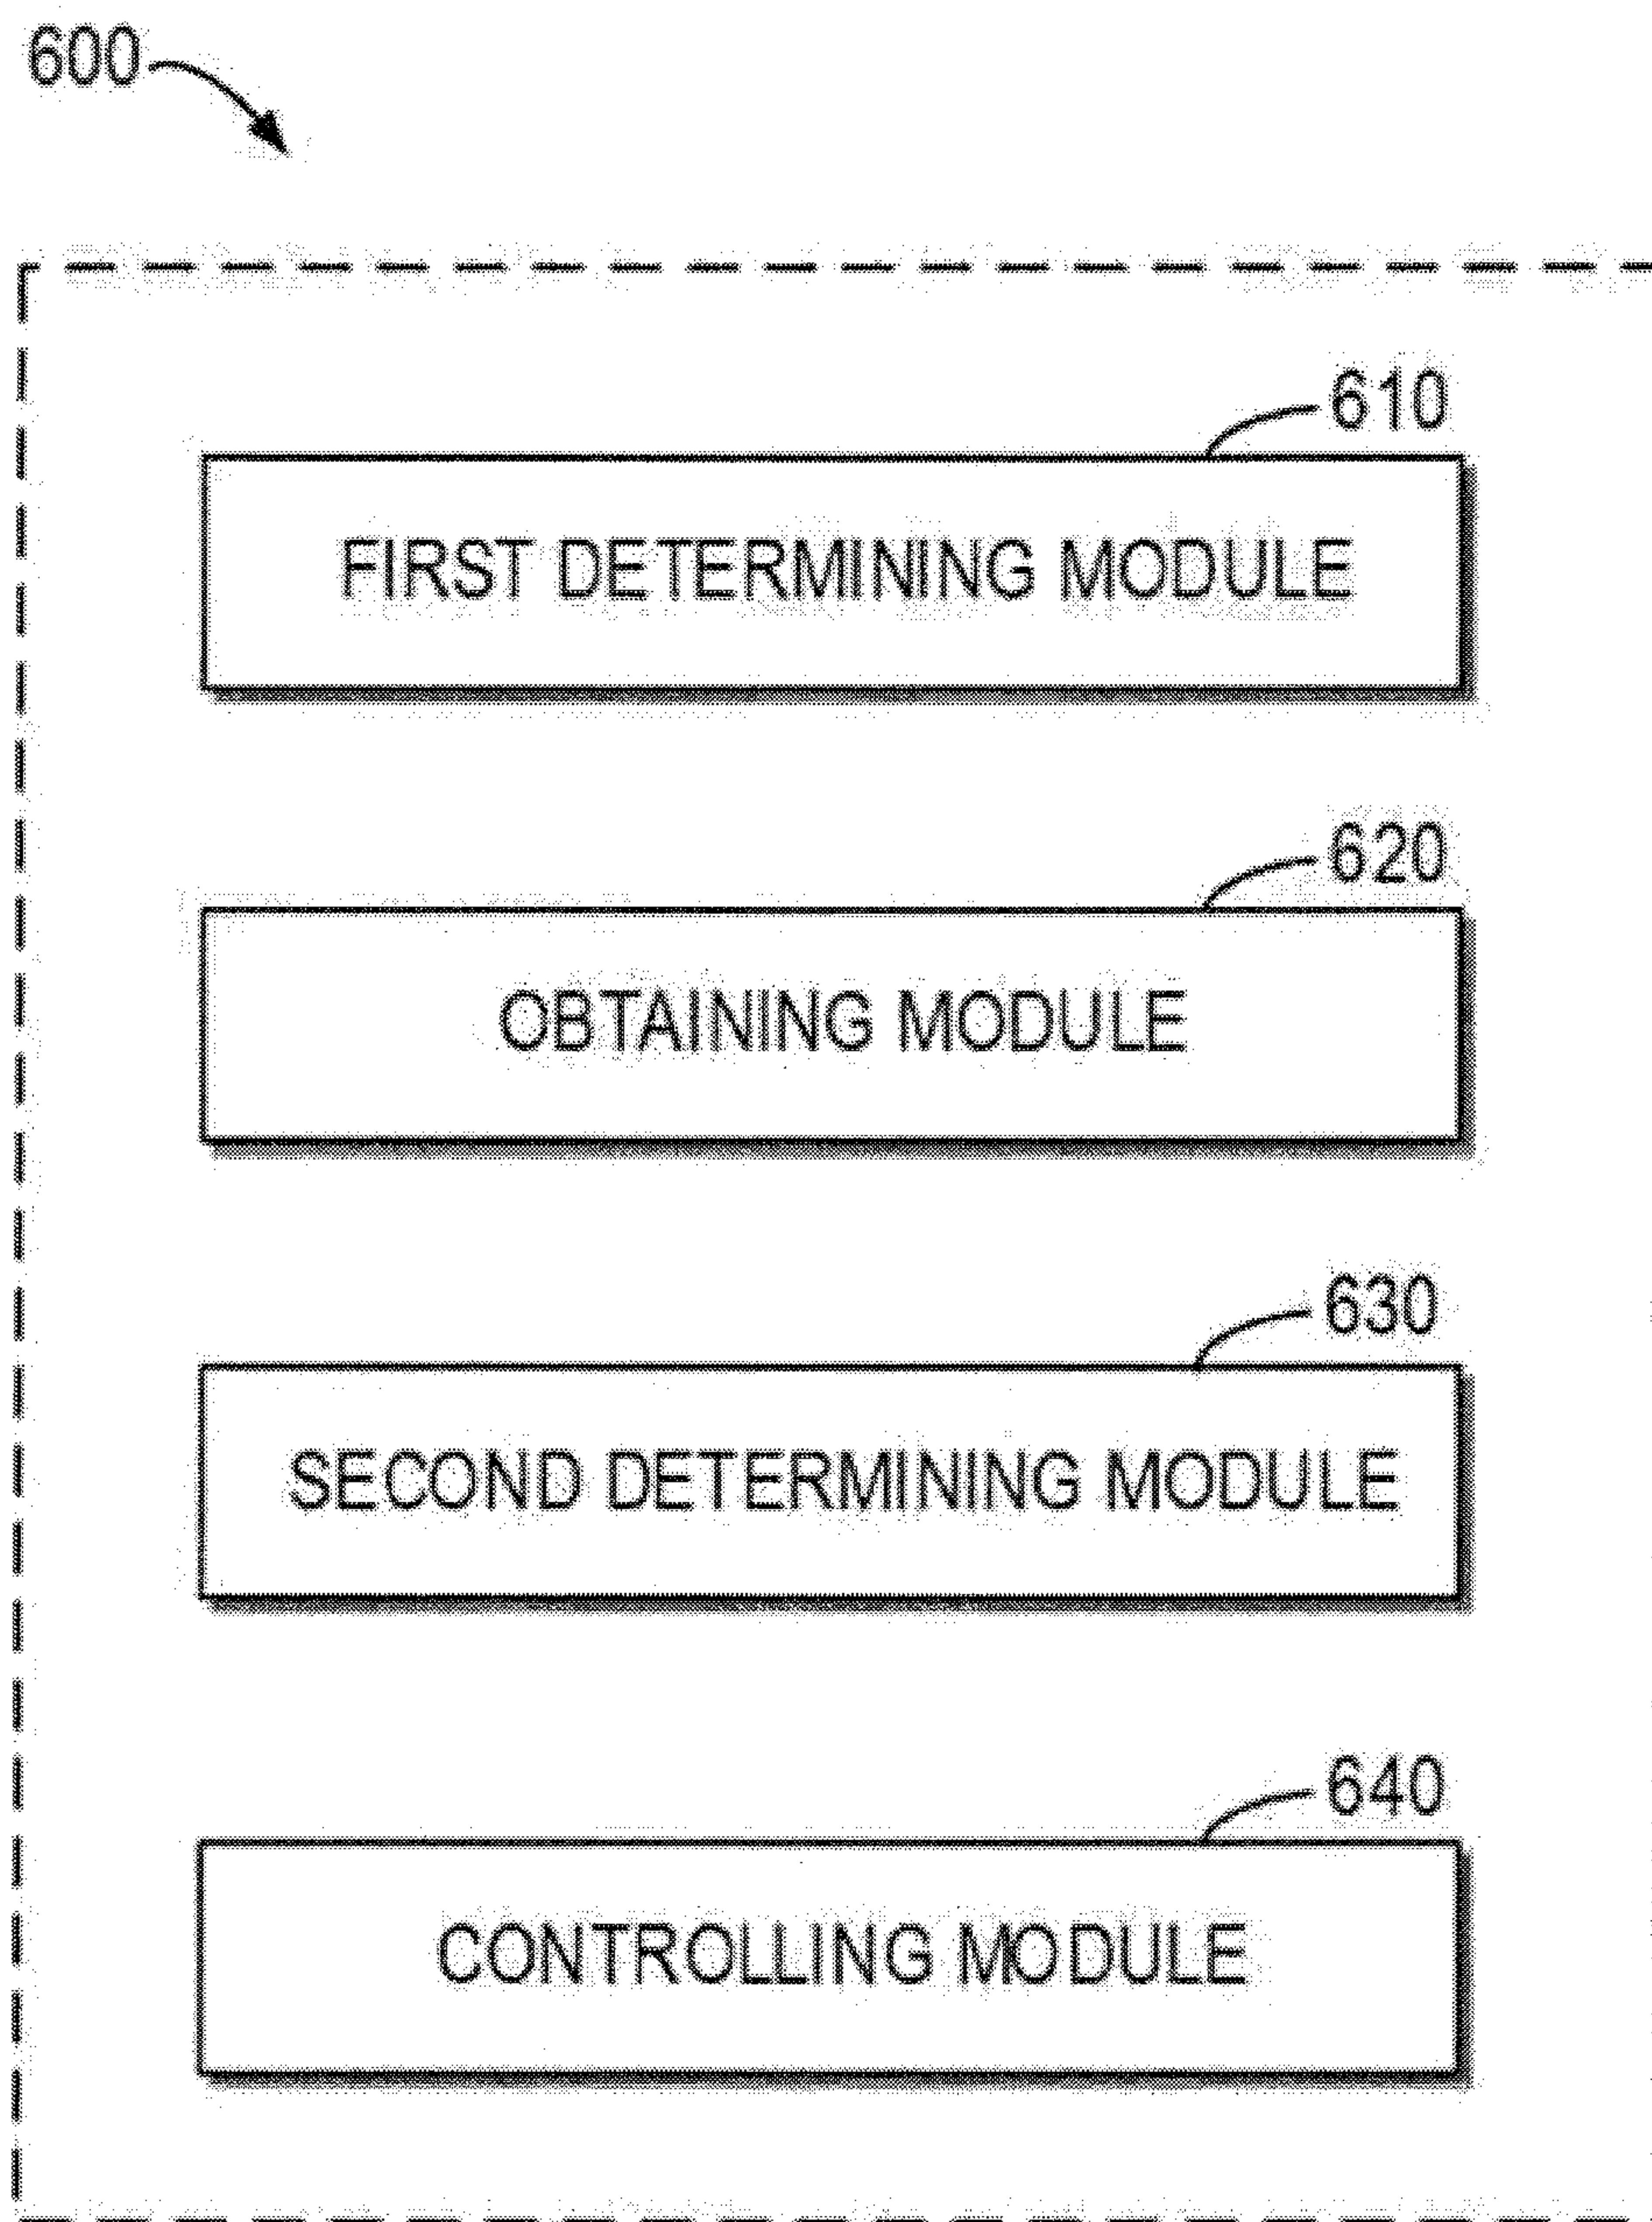 600
610
FIRST DETERMINING MODULE
620
OBTAINING MODULE
630
SECOND DETERMINING MODULE
640
CONTROLLING MODULE